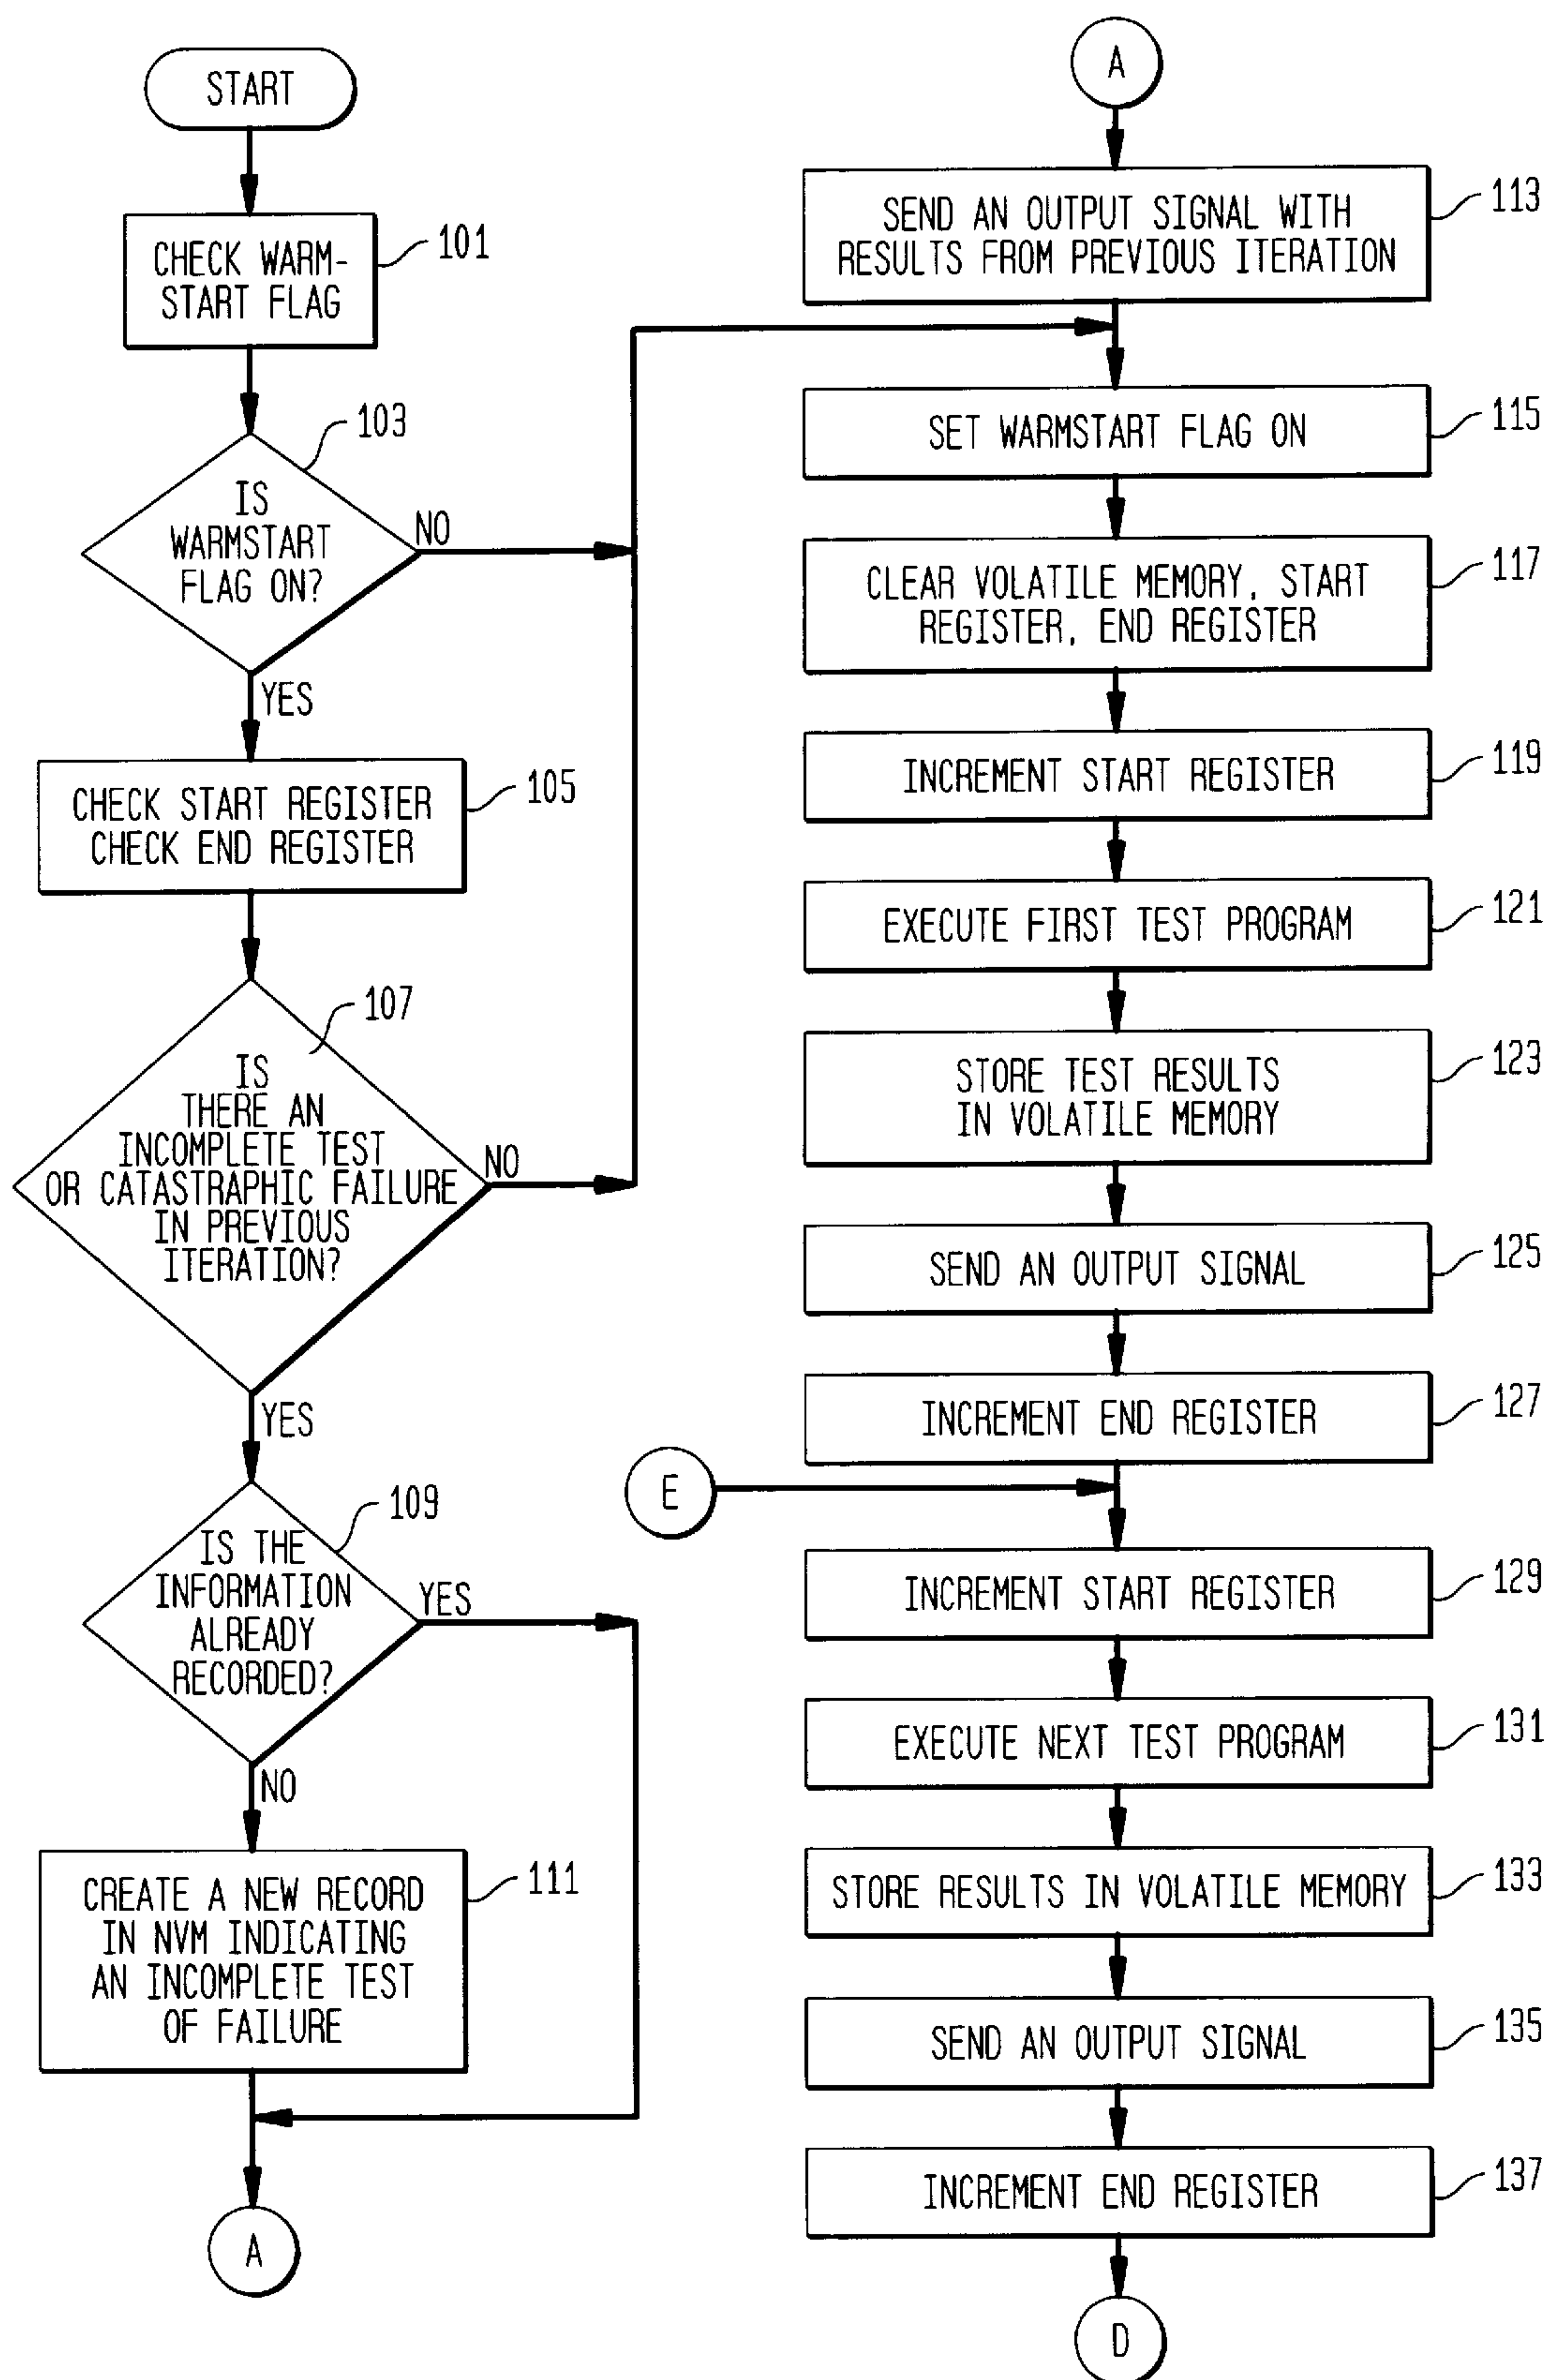 START
CHECK WARM-
START FLAG
101
103
IS
WARMSTART
FLAG ON?
NO
YES
CHECK START REGISTER
CHECK END REGISTER
105
107
IS
THERE AN
INCOMPLETE TEST
OR CATASTRAPHIC FAILURE
IN PREVIOUS
ITERATION?
NO
YES
109
IS THE
INFORMATION
ALREADY
RECORDED?
YES
NO
CREATE A NEW RECORD
IN NVM INDICATING
AN INCOMPLETE TEST
OF FAILURE
111
A
A
SEND AN OUTPUT SIGNAL WITH
RESULTS FROM PREVIOUS ITERATION
113
SET WARMSTART FLAG ON
115
CLEAR VOLATILE MEMORY, START
REGISTER, END REGISTER
117
INCREMENT START REGISTER
119
EXECUTE FIRST TEST PROGRAM
121
STORE TEST RESULTS
IN VOLATILE MEMORY
123
SEND AN OUTPUT SIGNAL
125
INCREMENT END REGISTER
127
E
INCREMENT START REGISTER
129
EXECUTE NEXT TEST PROGRAM
131
STORE RESULTS IN VOLATILE MEMORY
133
SEND AN OUTPUT SIGNAL
135
INCREMENT END REGISTER
137
D